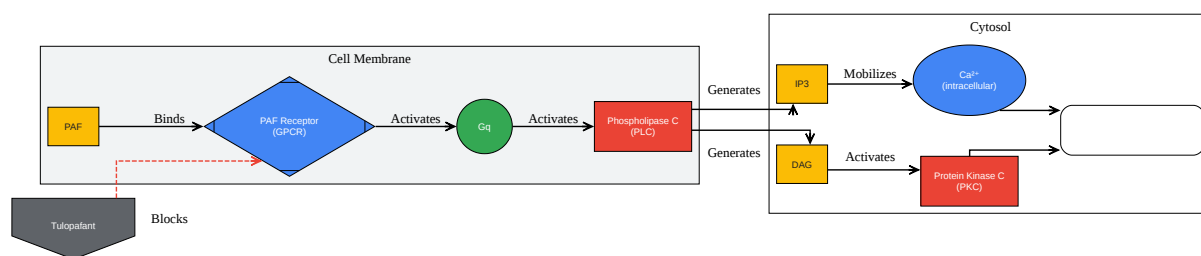 Cytosol
Cell Membrane
PAF
Binds
PAF Receptor
(GPCR)
Activates
Gq
Activates
Phospholipase C
(PLC)
Generates
Generates
IP3
Mobilizes
Ca²⁺
(intracellular)
DAG
Activates
Protein Kinase C
(PKC)
Tulopafant
Blocks